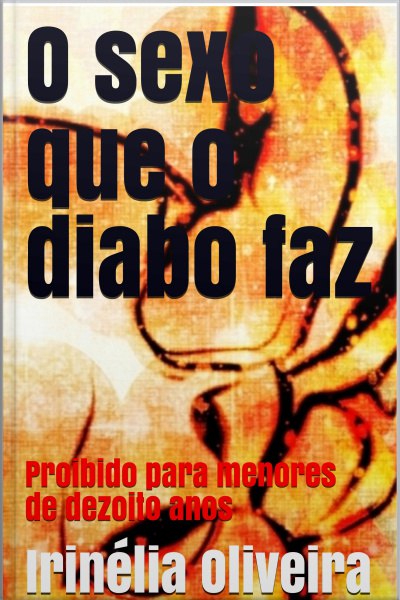 O sexo
que o
diabo faz
Proibido para menores
de dezoito anos
Irinélia Oliveira